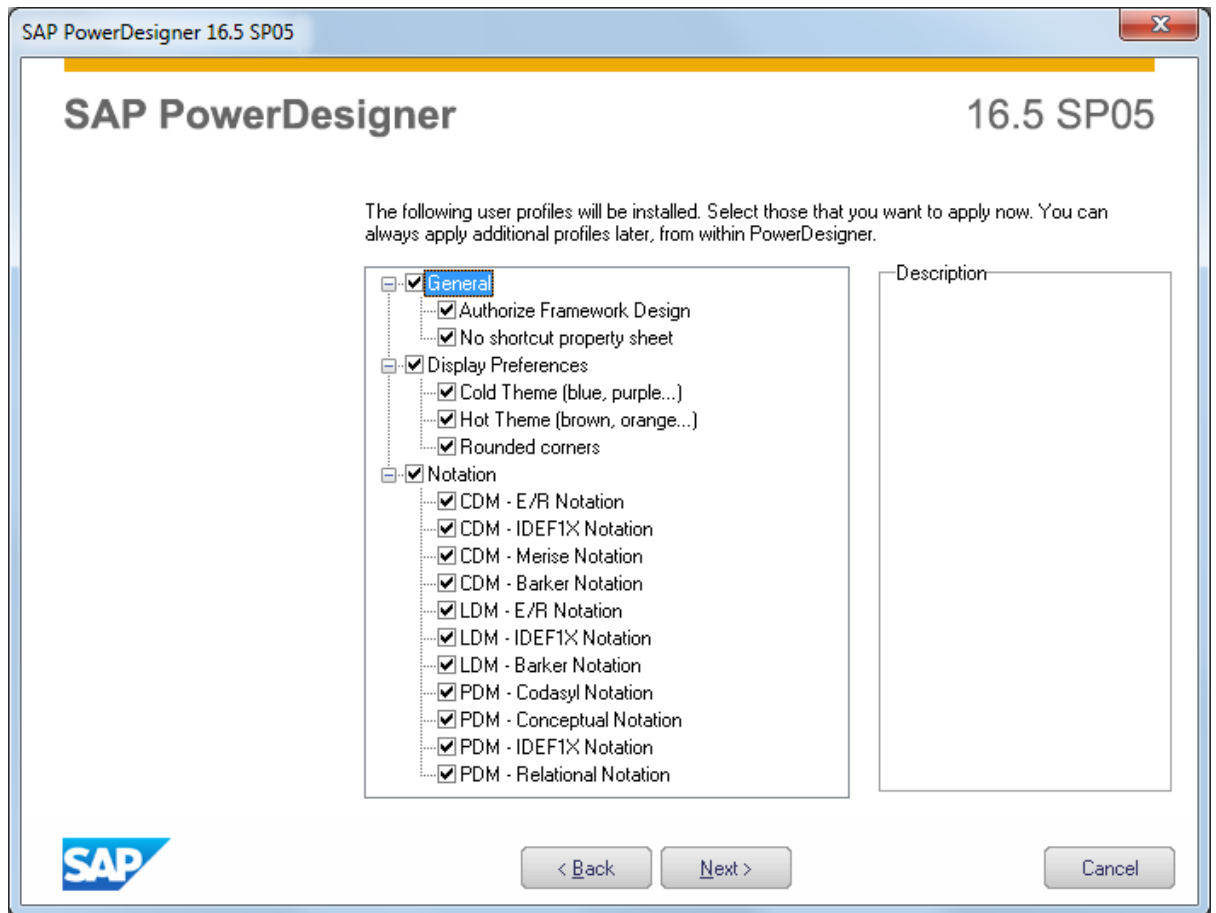 SAP PowerDesigner 16.5 SP05
SAP PowerDesigner
16.5 SP05
The following user profiles will be installed. Select those that you want to apply now. You can
always apply additional profiles later, from within PowerDesigner.
General
Authorize Framework Design
No shortcut property sheet
Display Preferences
Cold Theme (blue, purple...)
Hot Theme (brown, orange...)
Rounded corners
Notation
CDM - E/R Notation
CDM - IDEF1X Notation
CDM - Merise Notation
CDM - Barker Notation
LDM - E/R Notation
LDM - IDEF1X Notation
LDM - Barker Notation
PDM - Codasyl Notation
PDM - Conceptual Notation
PDM - IDEF1X Notation
PDM - Relational Notation
Description
SAP
< Back
Next >
Cancel